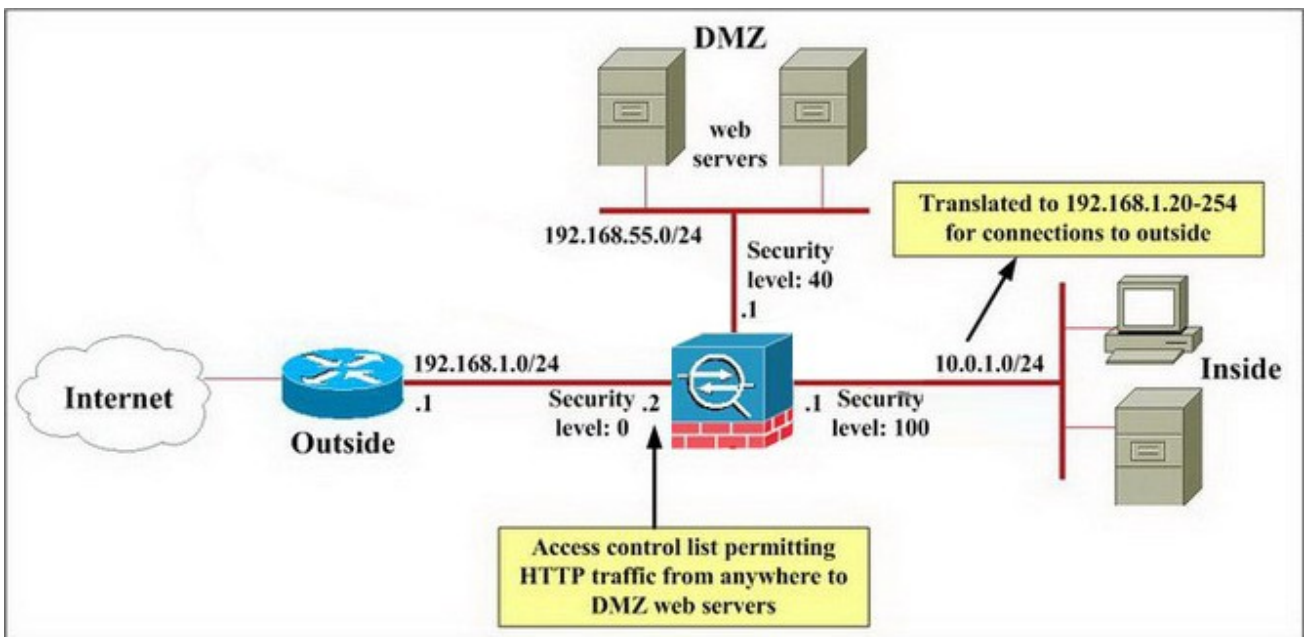 DMZ
web
servers
Translated to 192.168.1.20-254
for connections to outside
192.168.55.0/24
Security
level: 40
.1
Internet
192.168.1.0/24
.1
Outside
Security
level: 0
.2
.1
Security
level: 100
10.0.1.0/24
Inside
Access control list permitting
HTTP traffic from anywhere to
DMZ web servers